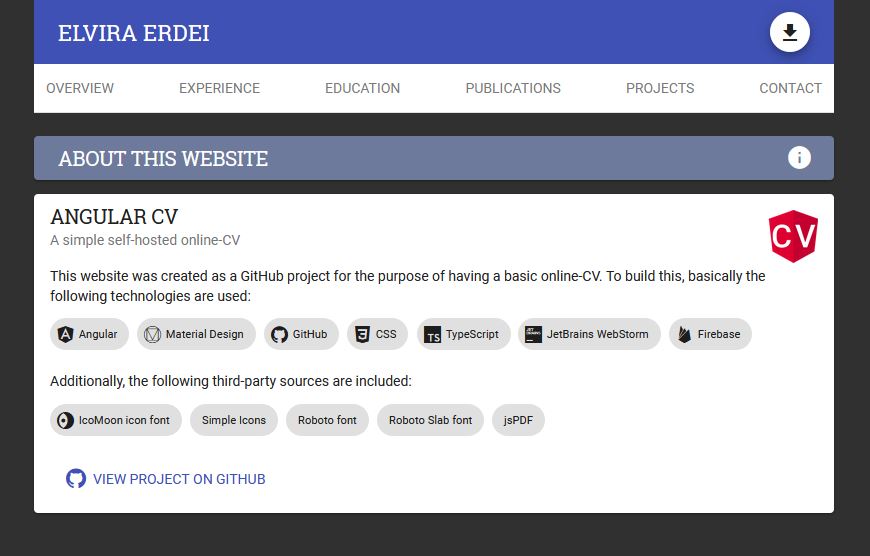 ELVIRA ERDEI
OVERVIEW EXPERIENCE EDUCATION PUBLICATIONS PROJECTS CONTACT
ABOUT THIS WEBSITE
ANGULAR CV
A simple self-hosted online-CV
CV
This website was created as a GitHub project for the purpose of having a basic online-CV. To build this, basically the
following technologies are used:
Angular Material Design GitHub CSS TS TypeScript JET BRAINS JetBrains WebStorm Firebase
Additionally, the following third-party sources are included:
IcoMoon icon font Simple Icons Roboto font Roboto Slab font jsPDF
VIEW PROJECT ON GITHUB